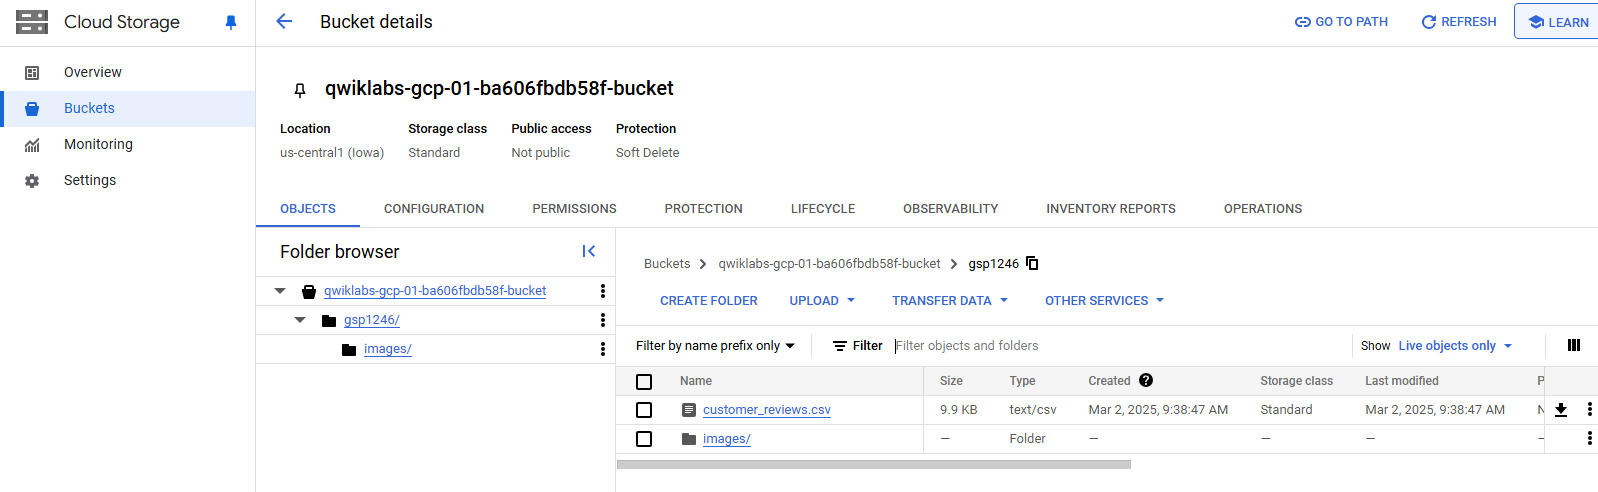 Cloud Storage
Bucket details
GO TO PATH
REFRESH
LEARN
Overview
Buckets
Monitoring
Settings
qwiklabs-gcp-01-ba606fbdb58f-bucket
Location Storage class Public access Protection
us-central1 (Iowa) Standard Not public Soft Delete
OBJECTS CONFIGURATION PERMISSIONS PROTECTION LIFECYCLE OBSERVABILITY INVENTORY REPORTS OPERATIONS
Folder browser
qwiklabs-gcp-01-ba606fbdb58f-bucket
gsp1246/
images/
Buckets > qwiklabs-gcp-01-ba606fbdb58f-bucket > gsp1246
CREATE FOLDER UPLOAD TRANSFER DATA OTHER SERVICES
Filter by name prefix only Filter Filter objects and folders Show Live objects only
Name Size Type Created ? Storage class Last modified
customer_reviews.csv 9.9 KB text/csv Mar 2, 2025, 9:38:47 AM Standard Mar 2, 2025, 9:38:47 AM
images/ — Folder — — — —